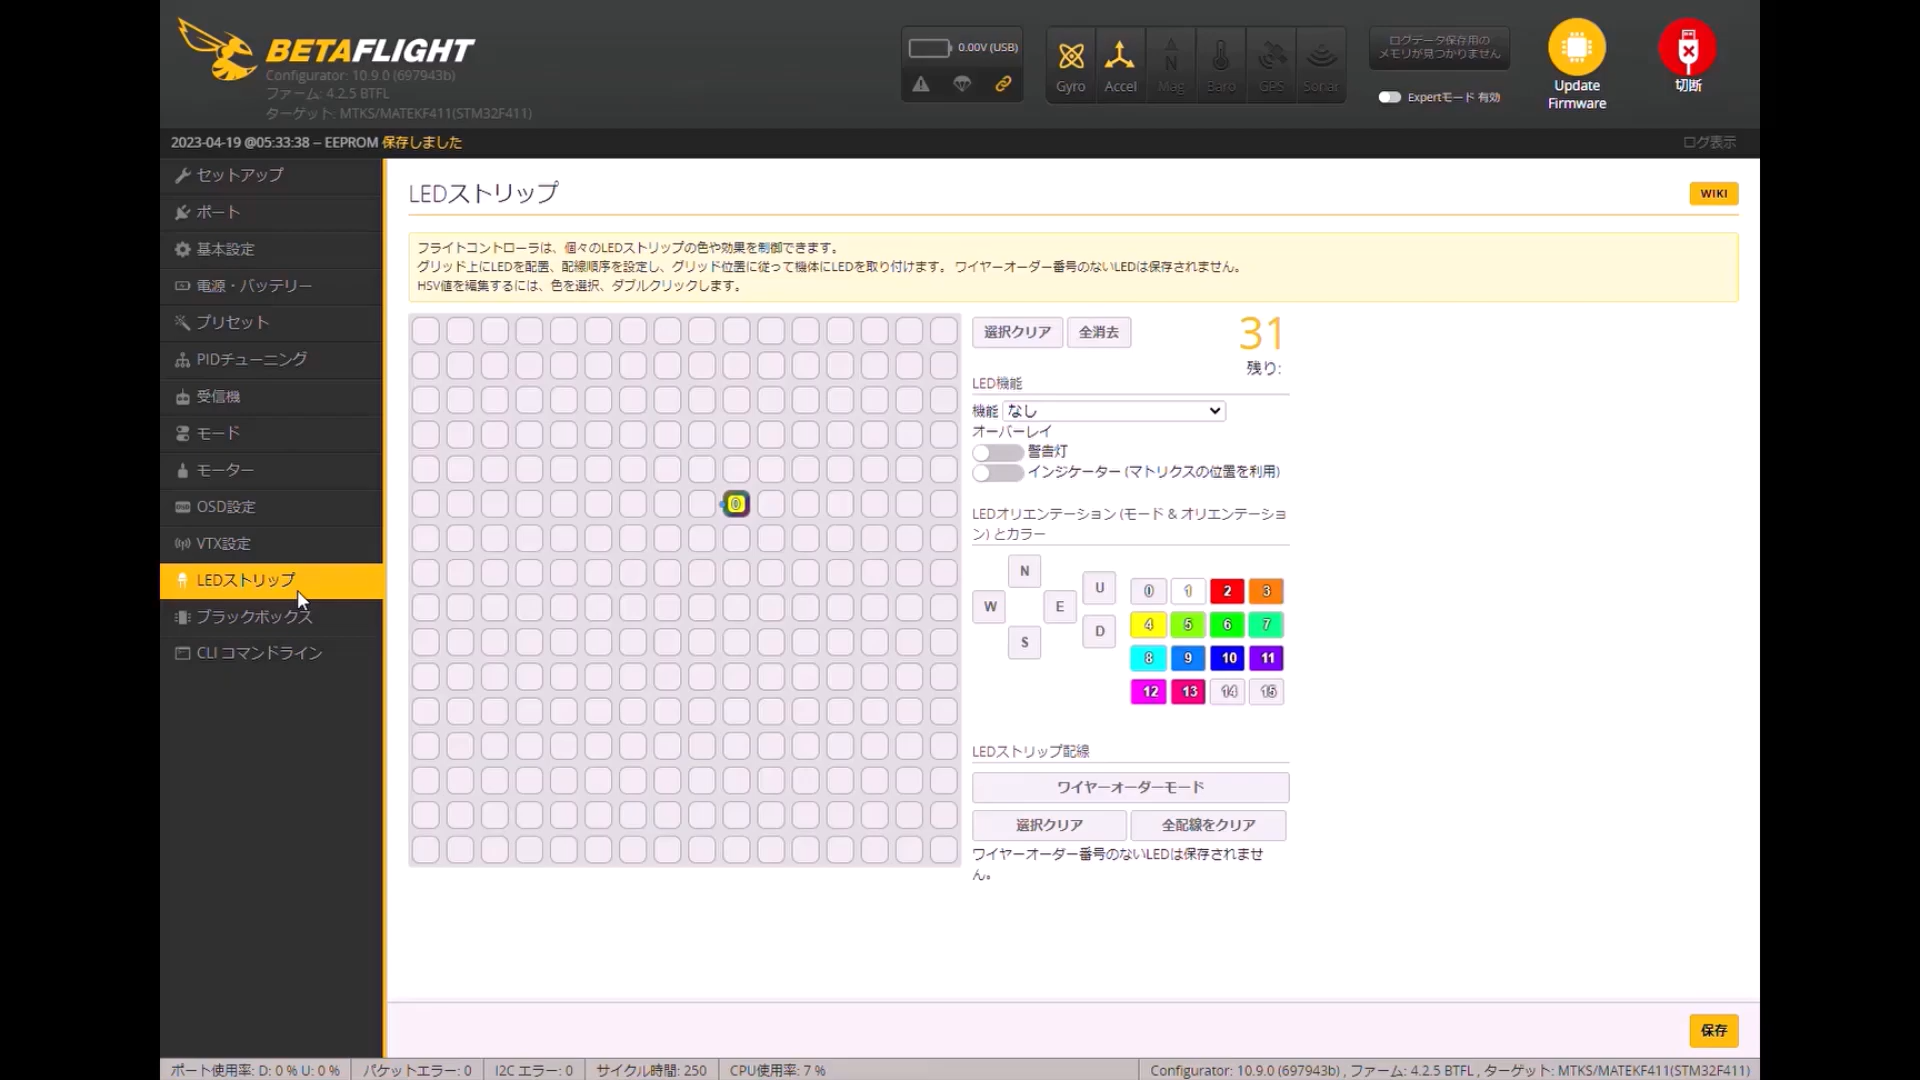 BETAFLIGHT
Configurator: 10.9.0 (697943b)
ファーム: 4.2.5 BTFL
ターゲット: MTKS/MATEKF411(STM32F411)
0.00V (USB)
Gyro
Accel
Mag
Baro
GPS
Sonar
ログデータ保存用の
メモリが見つかりません
Expertモード 有効
Update
Firmware
切断
2023-04-19 @05:33:38 -- EEPROM 保存しました
ログ表示
セットアップ
ポート
基本設定
電源・バッテリー
プリセット
PIDチューニング
受信機
モード
モーター
OSD設定
VTX設定
LEDストリップ
ブラックボックス
CLI コマンドライン
LEDストリップ
WIKI
フライトコントローラは、個々のLEDストリップの色や効果を制御できます。
グリッド上にLEDを配置、配線順序を設定し、グリッド位置に従って機体にLEDを取り付けます。 ワイヤーオーダー番号のないLEDは保存されません。
HSV値を編集するには、色を選択、ダブルクリックします。
0
選択クリア
全消去
31
残り:
LED機能
機能 なし
オーバーレイ
警告灯
インジケーター (マトリクスの位置を利用)
LEDオリエンテーション (モード & オリエンテーショ
ン) とカラー
N
W
E
S
U
D
0 1 2 3
4 5 6 7
8 9 10 11
12 13 14 15
LEDストリップ配線
ワイヤーオーダーモード
選択クリア
全配線をクリア
ワイヤーオーダー番号のないLEDは保存されませ
ん。
保存
ポート使用率: D: 0 % U: 0 %
パケットエラー: 0
I2C エラー: 0
サイクル時間: 250
CPU使用率: 7 %
Configurator: 10.9.0 (697943b) , ファーム: 4.2.5 BTFL , ターゲット: MTKS/MATEKF411(STM32F411)